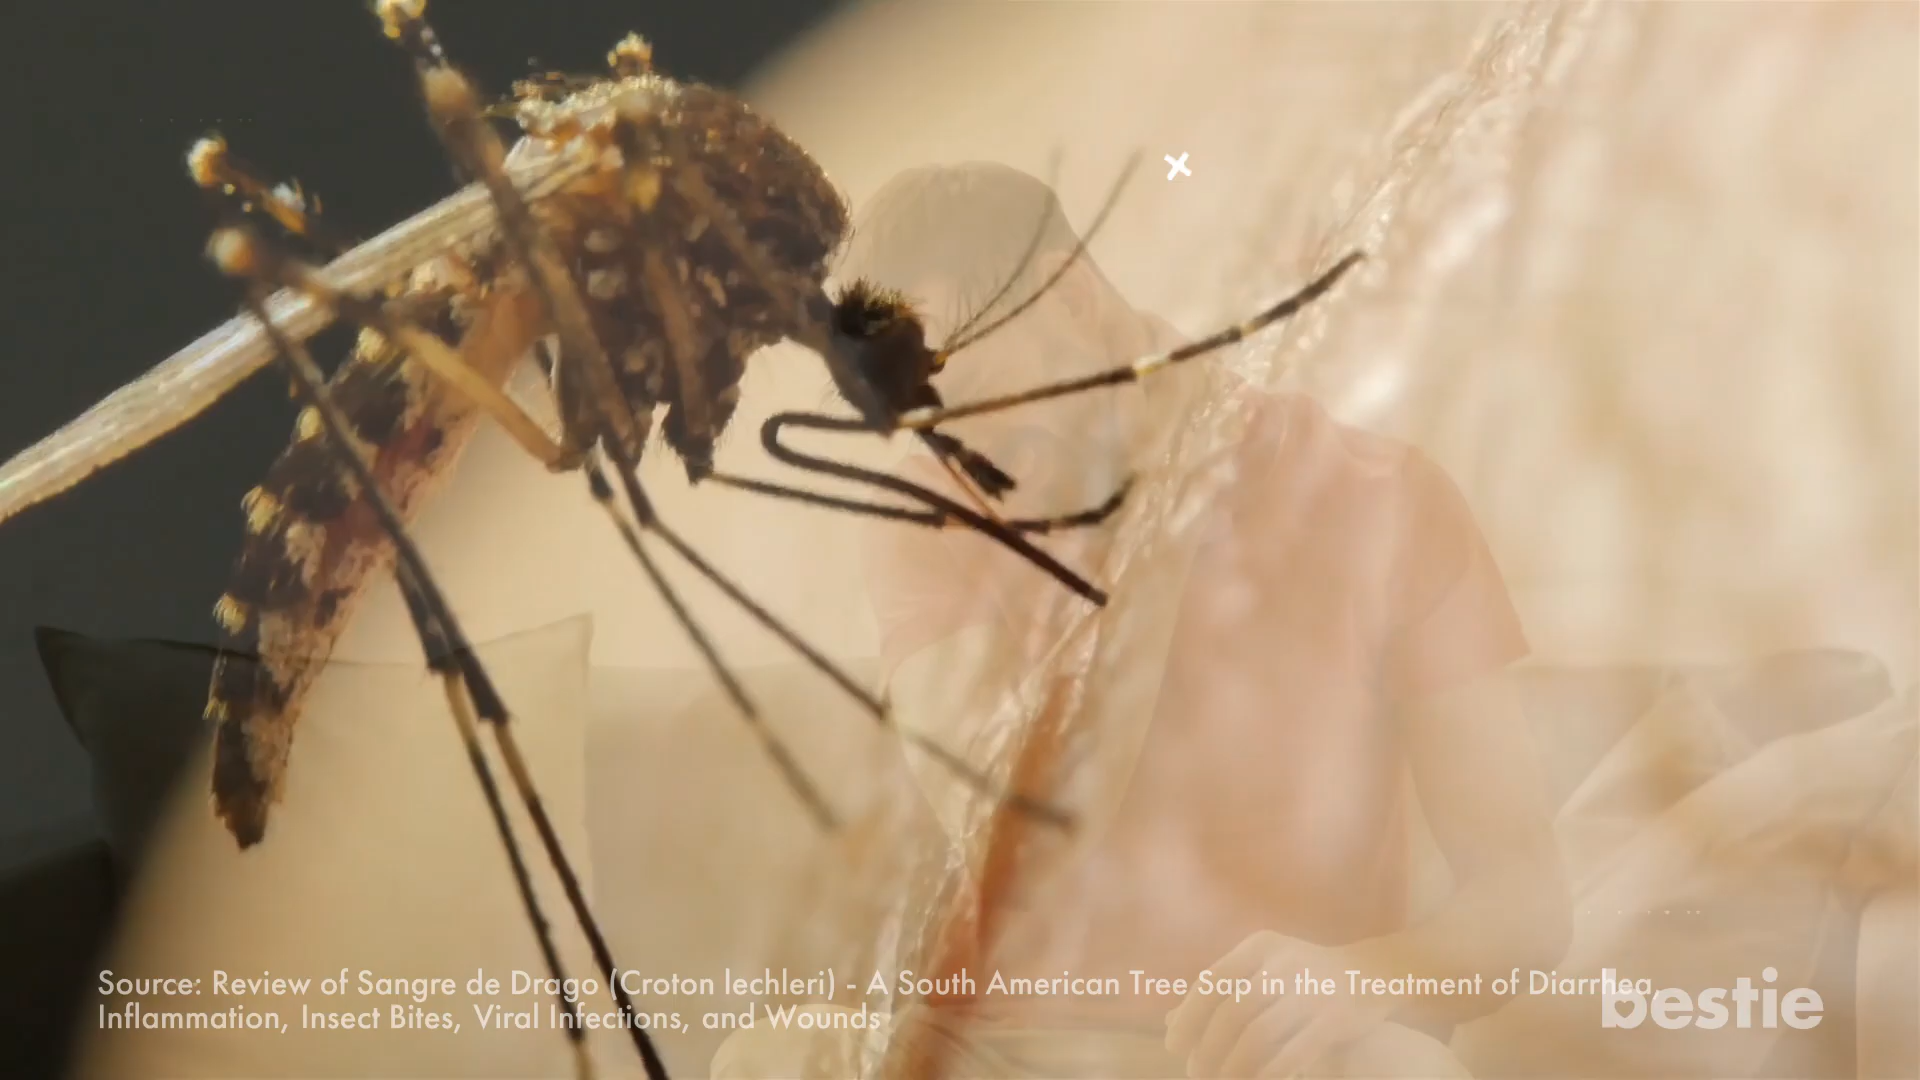 Source: Review of Sangre de Drago (Croton lechleri) - A South American Tree Sap in the Treatment of Diarrhea,
Inflammation, Insect Bites, Viral Infections, and Wounds
bestie